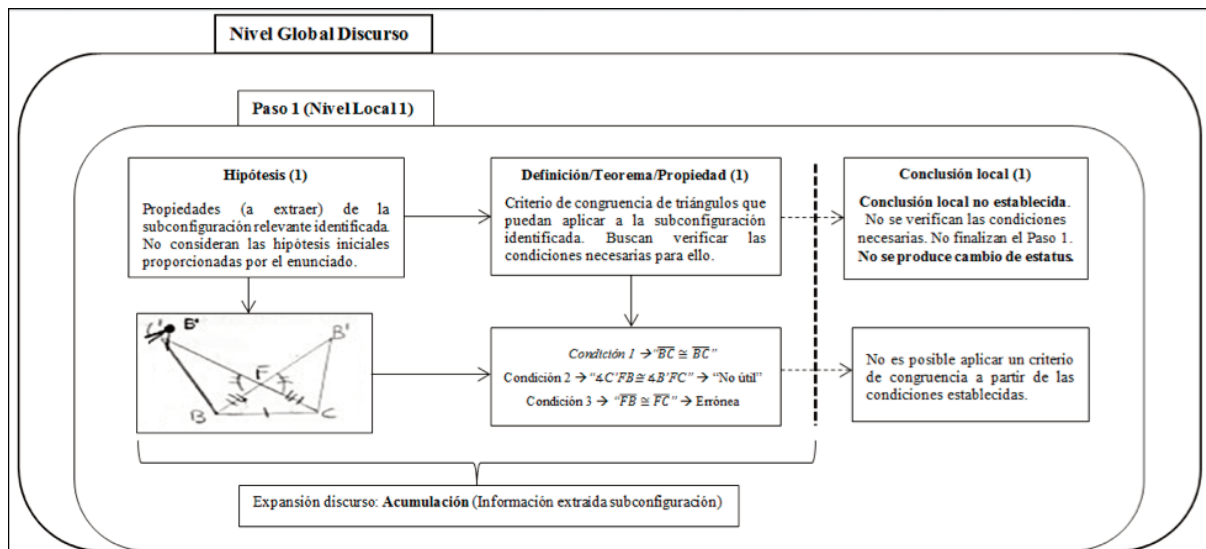 Nivel Global Discurso
Paso 1 (Nivel Local 1)
Hipótesis (1)
Propiedades (a extraer) de la
subconfiguración relevante identificada.
No consideran las hipótesis iniciales
proporcionadas por el enunciado.
Definición/Teorema/Propiedad (1)
Criterio de congruencia de triángulos que
puedan aplicar a la subconfiguración
identificada. Buscan verificar las
condiciones necesarias para ello.
Conclusión local (1)
Conclusión local no establecida.
No se verifican las condiciones
necesarias. No finalizan el Paso 1.
No se produce cambio de estatus.
C' B'
B'
F
B
C
Condición 1 → "BC ≅ BC"
Condición 2 → "∡C'FB ≅ ∡B'FC" → "No útil"
Condición 3 → "FB ≅ FC" → Errónea
No es posible aplicar un criterio
de congruencia a partir de las
condiciones establecidas.
Expansión discurso: Acumulación (Información extraída subconfiguración)